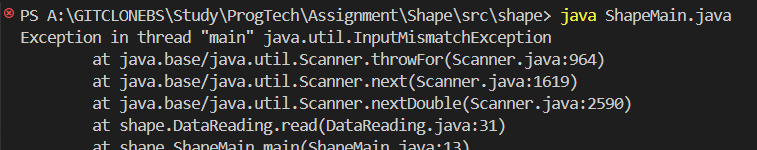 PS A:\GITCLONEBS\Study\ProgTech\Assignment\Shape\src\shape> java ShapeMain.java
Exception in thread "main" java.util.InputMismatchException
at java.base/java.util.Scanner.throwFor(Scanner.java:964)
at java.base/java.util.Scanner.next(Scanner.java:1619)
at java.base/java.util.Scanner.nextDouble(Scanner.java:2590)
at shape.DataReading.read(DataReading.java:31)
at shape.ShapeMain.main(ShapeMain.java:13)